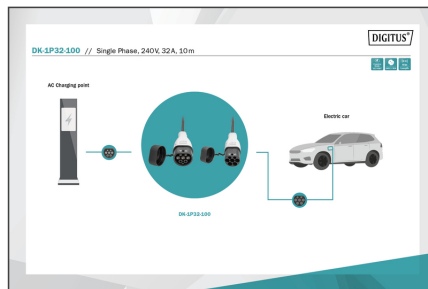 DIGITUS®
DK-1P32-100 // Single Phase, 240V, 32A, 10m
AC Charging point
Electric car
DK-1P32-100